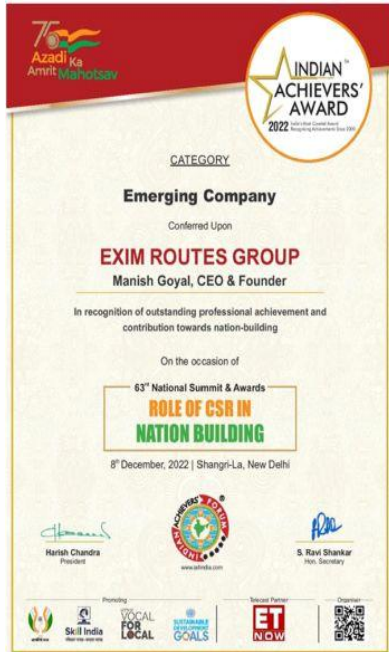 75
Azadi Ka
Amrit Mahotsav
INDIAN
ACHIEVERS'
AWARD
2022
CATEGORY
Emerging Company
Conferred Upon
EXIM ROUTES GROUP
Manish Goyal, CEO & Founder
In recognition of outstanding professional achievement and
contribution towards nation-building
On the occasion of
63rd National Summit & Awards
ROLE OF CSR IN
NATION BUILDING
8th December, 2022 | Shangri-La, New Delhi
INDIAN ACHIEVERS' FORUM
www.iafindia.com
Harish Chandra
President
S. Ravi Shankar
Hon. Secretary
Promoting
Telecast Partner
Organiser
Skill India
VOCAL
FOR
LOCAL
SUSTAINABLE
DEVELOPMENT
GOALS
ET
NOW